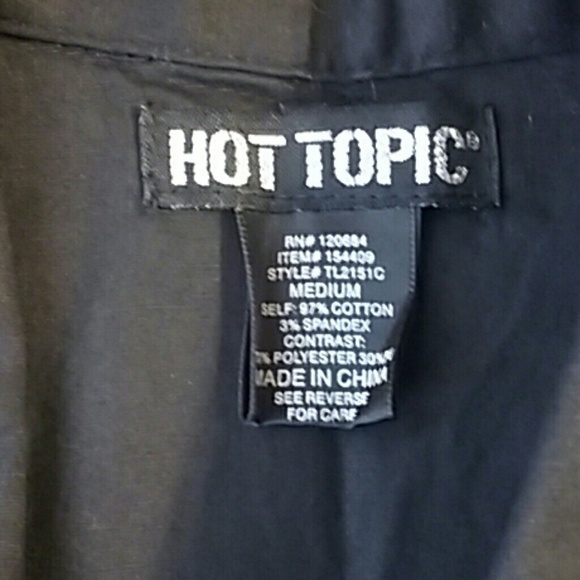 HOT TOPIC®
RN# 120684
ITEM# 154409
STYLE# TL2151C
MEDIUM
SELF: 97% COTTON
3% SPANDEX
CONTRAST:
% POLYESTER 30%
MADE IN CHINA
SEE REVERSE
FOR CARE